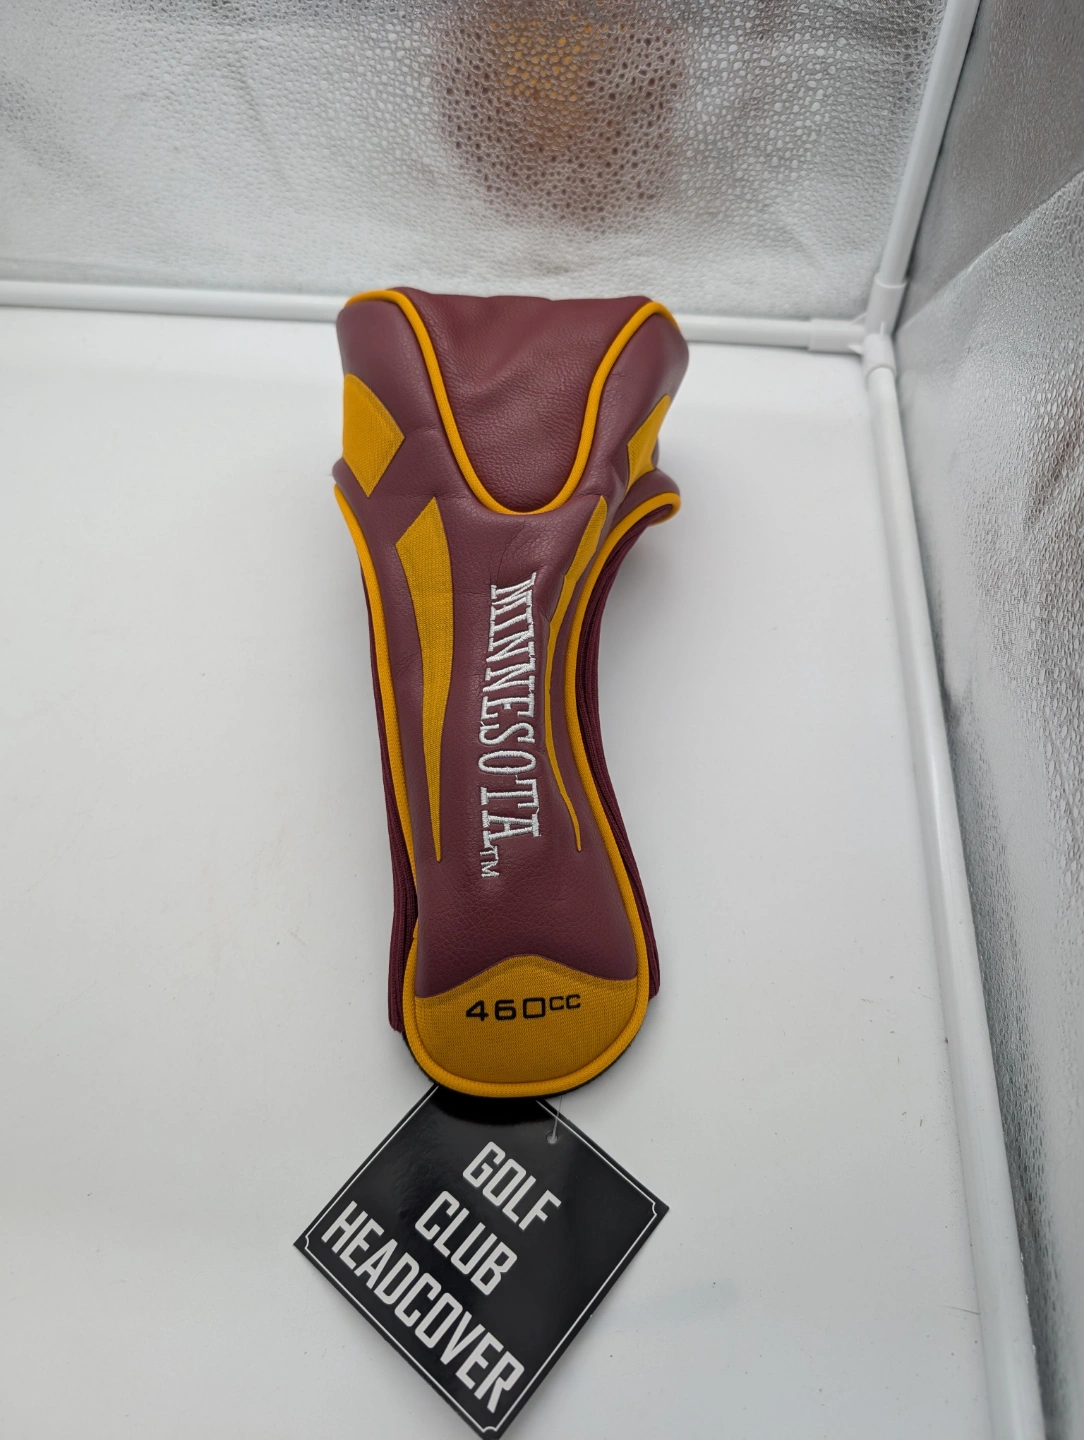 MINNESOTA™
460cc
GOLF
CLUB
HEADCOVER